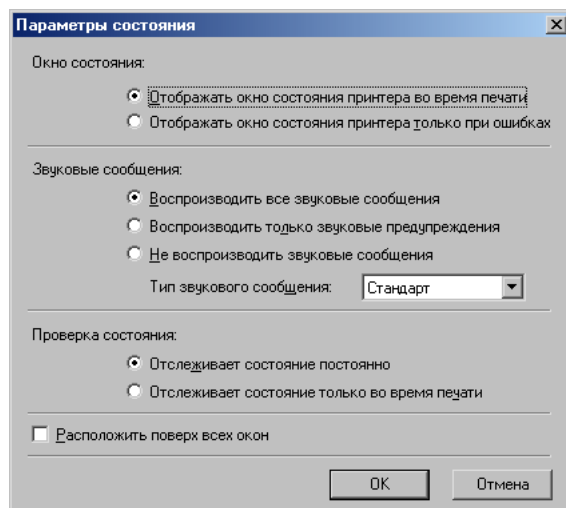 Параметры состояния
Окно состояния:
Отображать окно состояния принтера во время печати
Отображать окно состояния принтера только при ошибках
Звуковые сообщения:
Воспроизводить все звуковые сообщения
Воспроизводить только звуковые предупреждения
Не воспроизводить звуковые сообщения
Тип звукового сообщения: Стандарт
Проверка состояния:
Отслеживает состояние постоянно
Отслеживает состояние только во время печати
Расположить поверх всех окон
OK Отмена